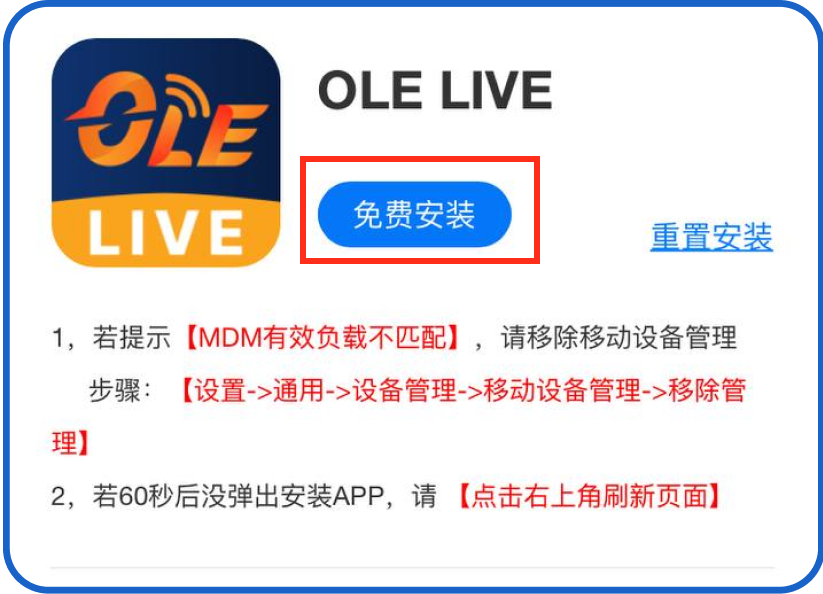 OLE
LIVE
OLE LIVE
免费安装
重置安装
1，若提示【MDM有效负载不匹配】，请移除移动设备管理
步骤：【设置->通用->设备管理->移动设备管理->移除管
理】
2，若60秒后没弹出安装APP，请【点击右上角刷新页面】